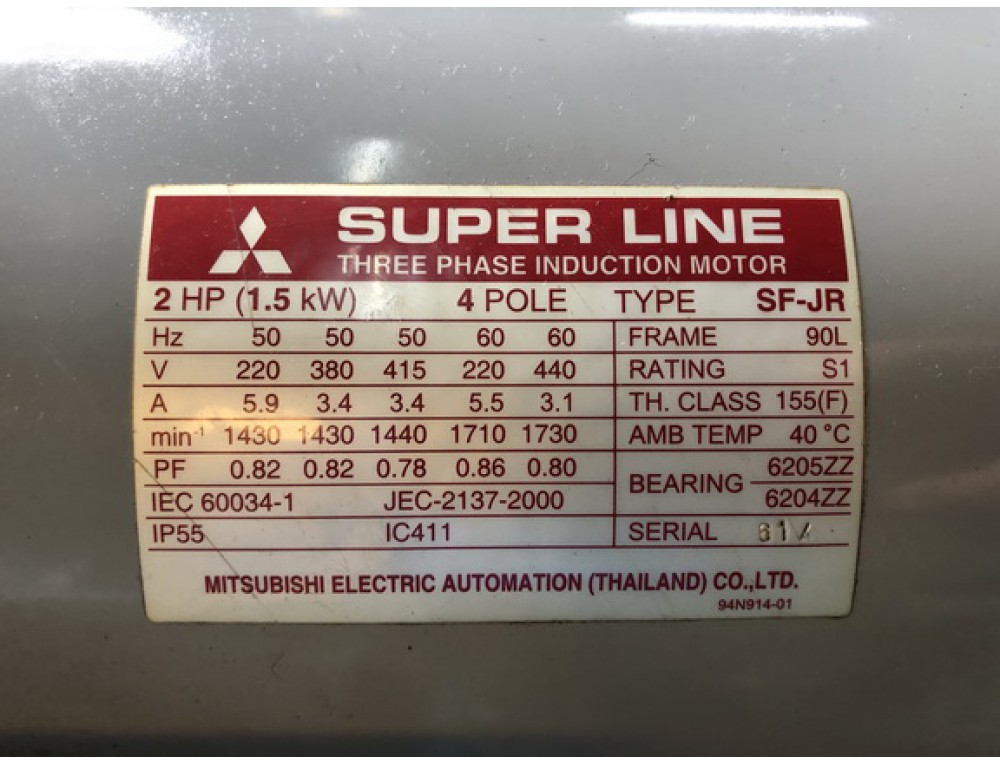 SUPER LINE
THREE PHASE INDUCTION MOTOR
2 HP (1.5 kW) 4 POLE TYPE SF-JR
Hz 50 50 50 60 60 FRAME 90L
V 220 380 415 220 440 RATING S1
A 5.9 3.4 3.4 5.5 3.1 TH. CLASS 155(F)
min⁻¹ 1430 1430 1440 1710 1730 AMB TEMP 40 °C
PF 0.82 0.82 0.78 0.86 0.80 BEARING 6205ZZ
IEC 60034-1 JEC-2137-2000 6204ZZ
IP55 IC411 SERIAL
MITSUBISHI ELECTRIC AUTOMATION (THAILAND) CO.,LTD.
94N914-01